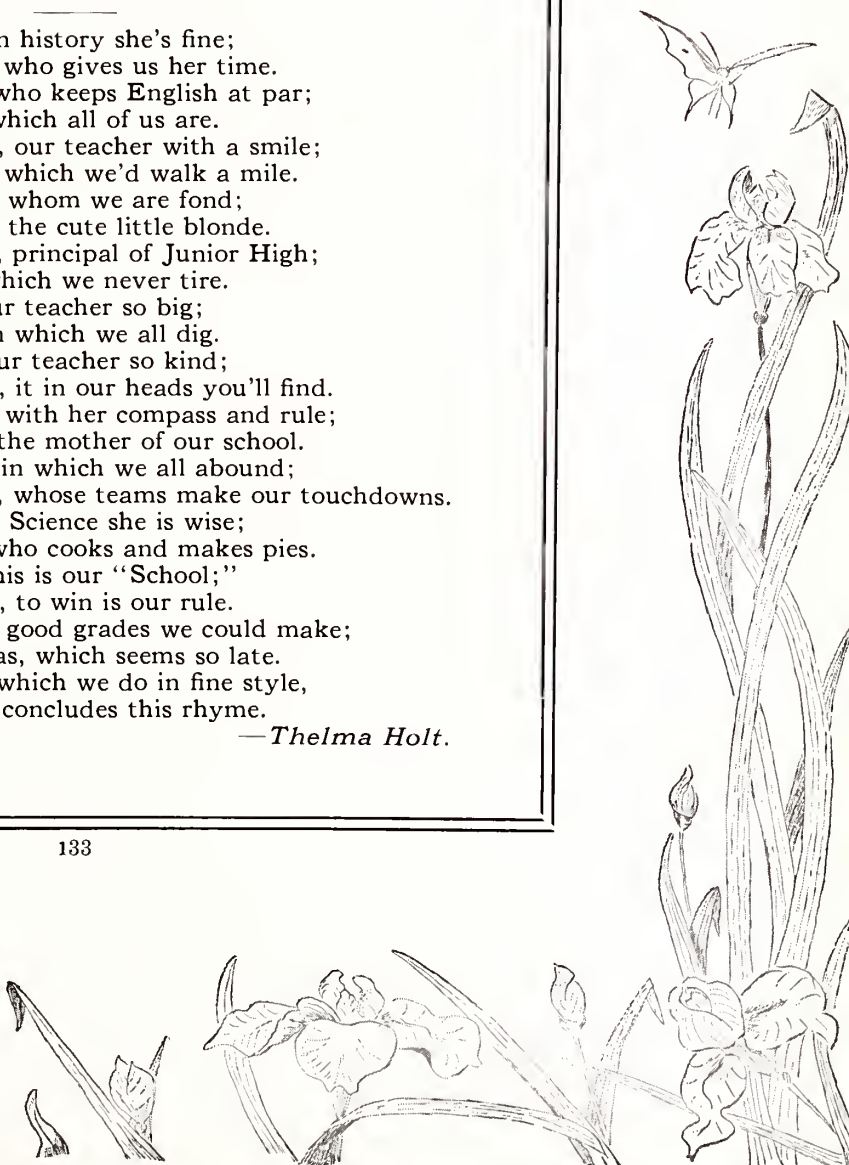 history she's fine;
who gives us her time.
who keeps English at par;
which all of us are.
, our teacher with a smile;
which we'd walk a mile.
whom we are fond;
the cute little blonde.
, principal of Junior High;
which we never tire.
ur teacher so big;
which we all dig.
ur teacher so kind;
, it in our heads you'll find.
with her compass and rule;
the mother of our school.
in which we all abound;
, whose teams make our touchdowns.
Science she is wise;
who cooks and makes pies.
his is our “School;”
, to win is our rule.
good grades we could make;
as, which seems so late.
which we do in fine style,
concludes this rhyme.
—Thelma Holt.
133